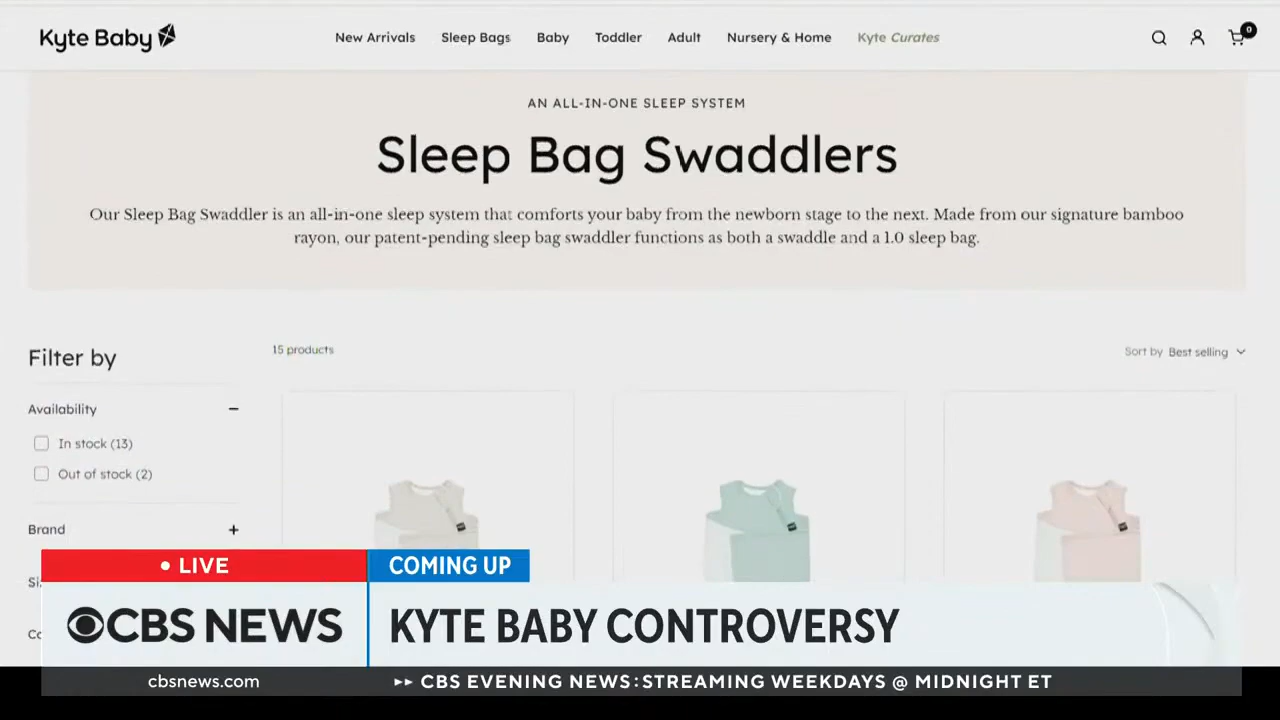 Kyte Baby
New Arrivals Sleep Bags Baby Toddler Adult Nursery & Home Kyte Curates
0
AN ALL-IN-ONE SLEEP SYSTEM
Sleep Bag Swaddlers
Our Sleep Bag Swaddler is an all-in-one sleep system that comforts your baby from the newborn stage to the next. Made from our signature bamboo
rayon, our patent-pending sleep bag swaddler functions as both a swaddle and a 1.0 sleep bag.
Filter by
15 products
Sort by Best selling
Availability
In stock (13)
Out of stock (2)
Brand
LIVE
COMING UP
CBS NEWS
KYTE BABY CONTROVERSY
cbsnews.com
CBS EVENING NEWS: STREAMING WEEKDAYS @ MIDNIGHT ET